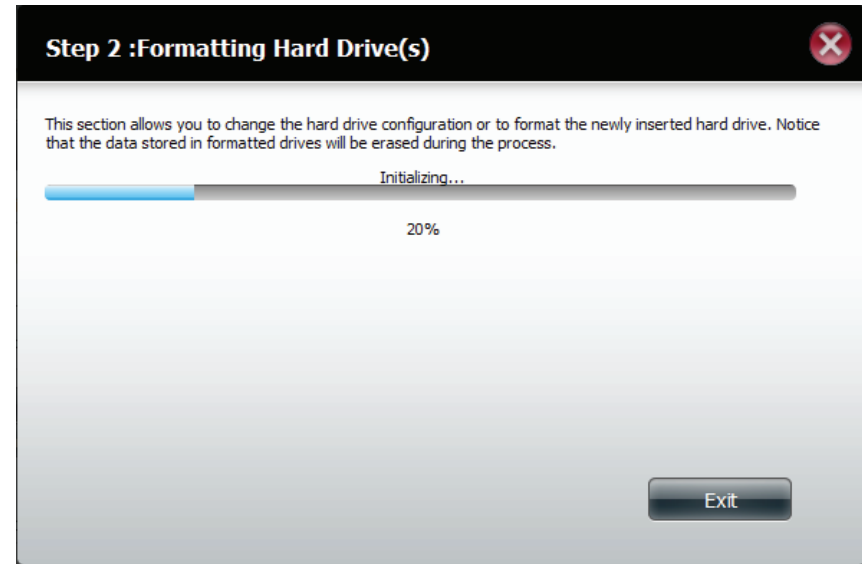 Step 2 :Formatting Hard Drive(s)
This section allows you to change the hard drive configuration or to format the newly inserted hard drive. Notice
that the data stored in formatted drives will be erased during the process.
Initializing...
20%
Exit